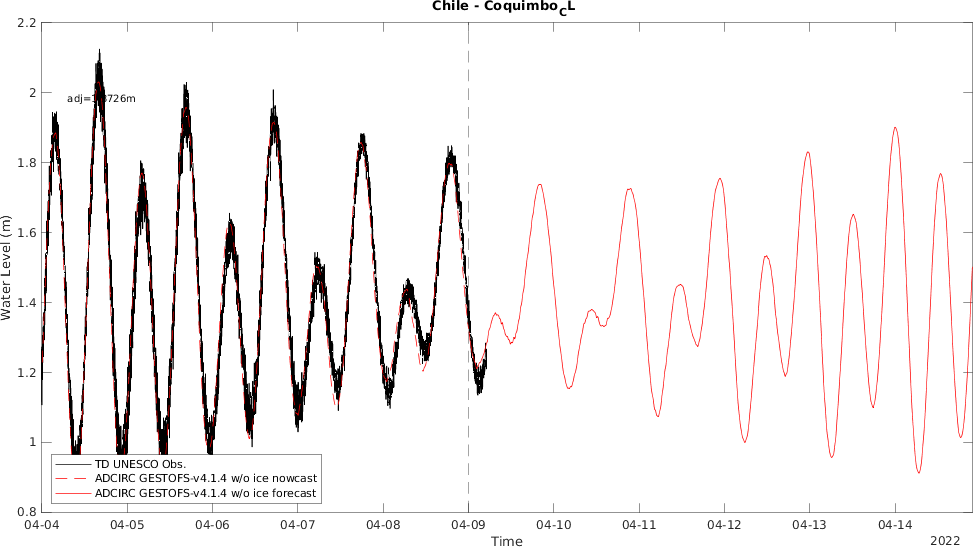 Chile - CoquimboCL
2.2
2
1.8
1.6
1.4
1.2
1
0.8
Water Level (m)
TD UNESCO Obs.
ADCIRC GESTOFS-v4.1.4 w/o ice nowcast
ADCIRC GESTOFS-v4.1.4 w/o ice forecast
04-04 04-05 04-06 04-07 04-08 04-09 04-10 04-11 04-12 04-13 04-14
Time
2022